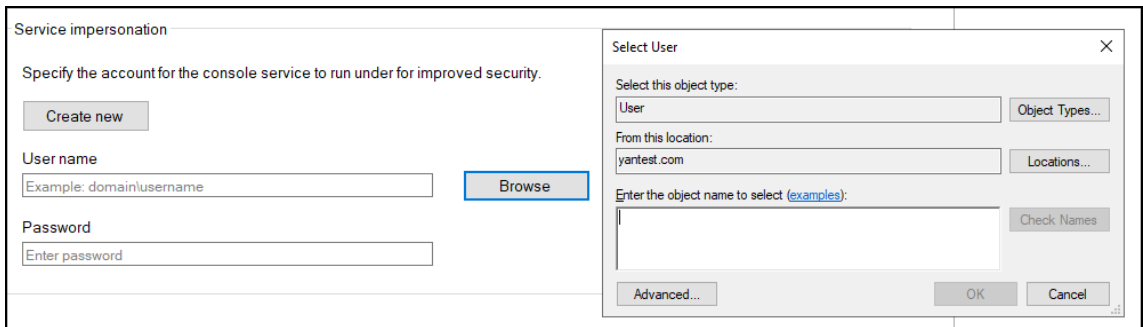 Service impersonation
Specify the account for the console service to run under for improved security.
Create new
User name
Example: domain\username
Browse
Password
Enter password
Select User
Select this object type:
User
Object Types...
From this location:
yantest.com
Locations...
Enter the object name to select (examples):
Check Names
Advanced...
OK
Cancel